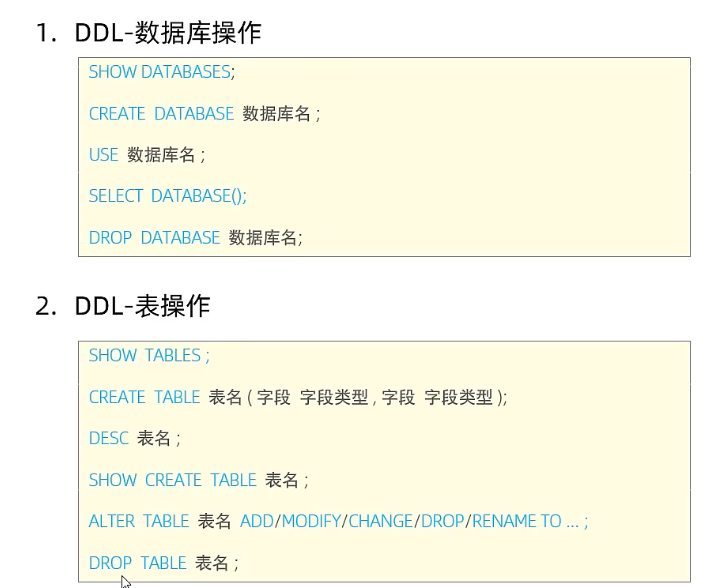 1. DDL-数据库操作
SHOW DATABASES;
CREATE DATABASE 数据库名 ;
USE 数据库名 ;
SELECT DATABASE();
DROP DATABASE 数据库名;
2. DDL-表操作
SHOW TABLES ;
CREATE TABLE 表名 ( 字段 字段类型 , 字段 字段类型 );
DESC 表名 ;
SHOW CREATE TABLE 表名 ;
ALTER TABLE 表名 ADD/MODIFY/CHANGE/DROP/RENAME TO ... ;
DROP TABLE 表名 ;